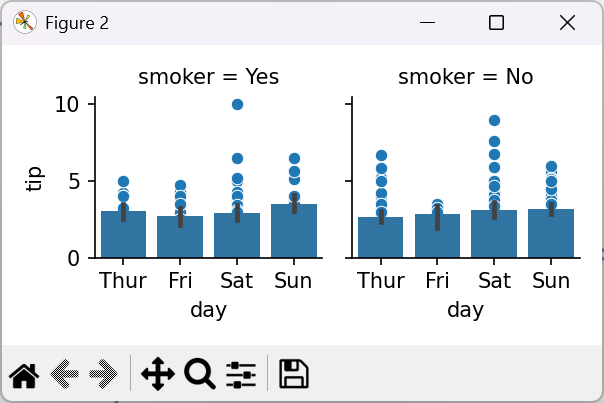 Figure 2
smoker = Yes
smoker = No
tip
10
5
0
Thur Fri Sat Sun
Thur Fri Sat Sun
day
day